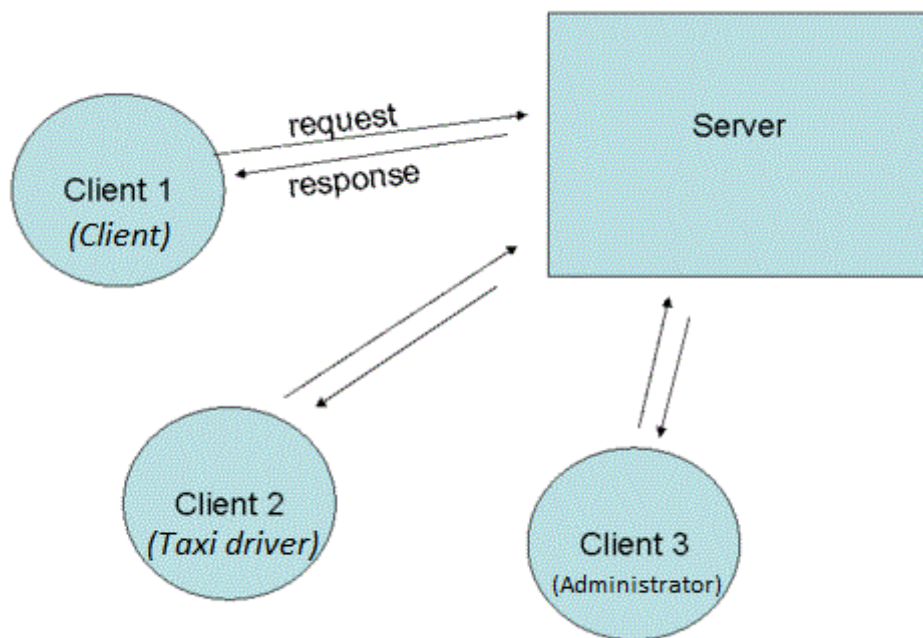 request
Server
response
Client 1
(Client)
Client 2
(Taxi driver)
Client 3
(Administrator)